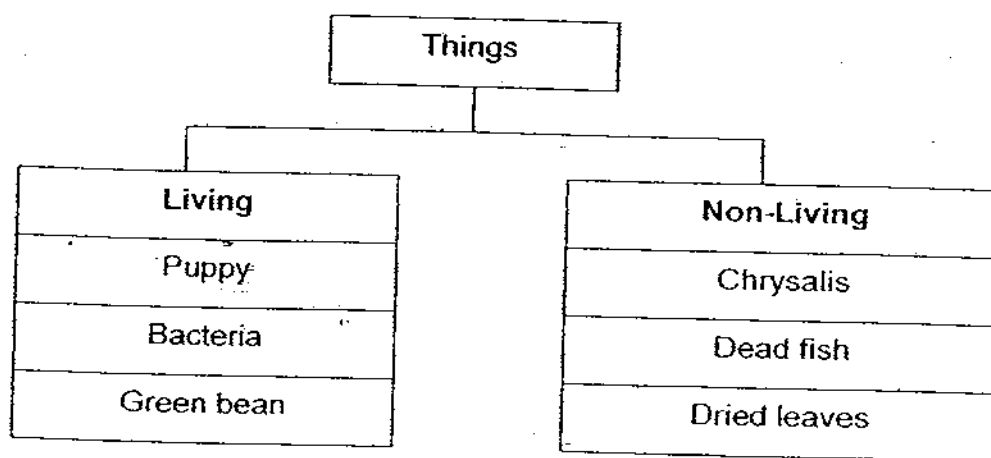 Things
Living
Puppy
Bacteria
Green bean
Non-Living
Chrysalis
Dead fish
Dried leaves